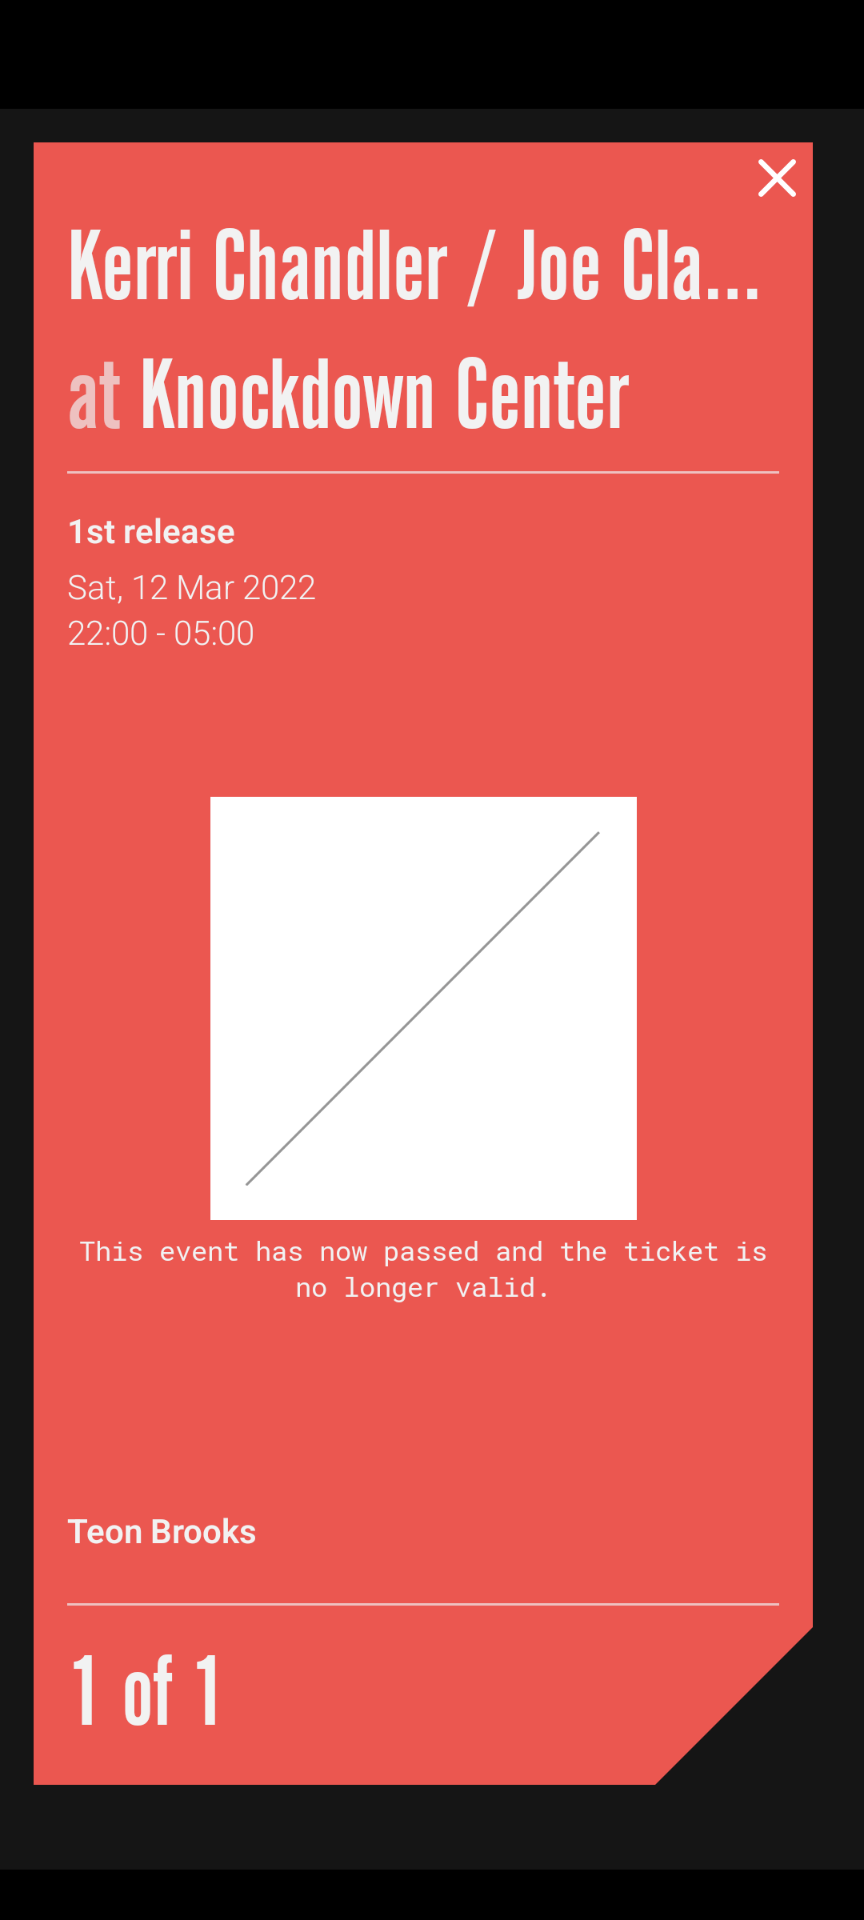 Kerri Chandler / Joe Cla...
at Knockdown Center
1st release
Sat, 12 Mar 2022
22:00 - 05:00
This event has now passed and the ticket is
no longer valid.
Teon Brooks
1 of 1